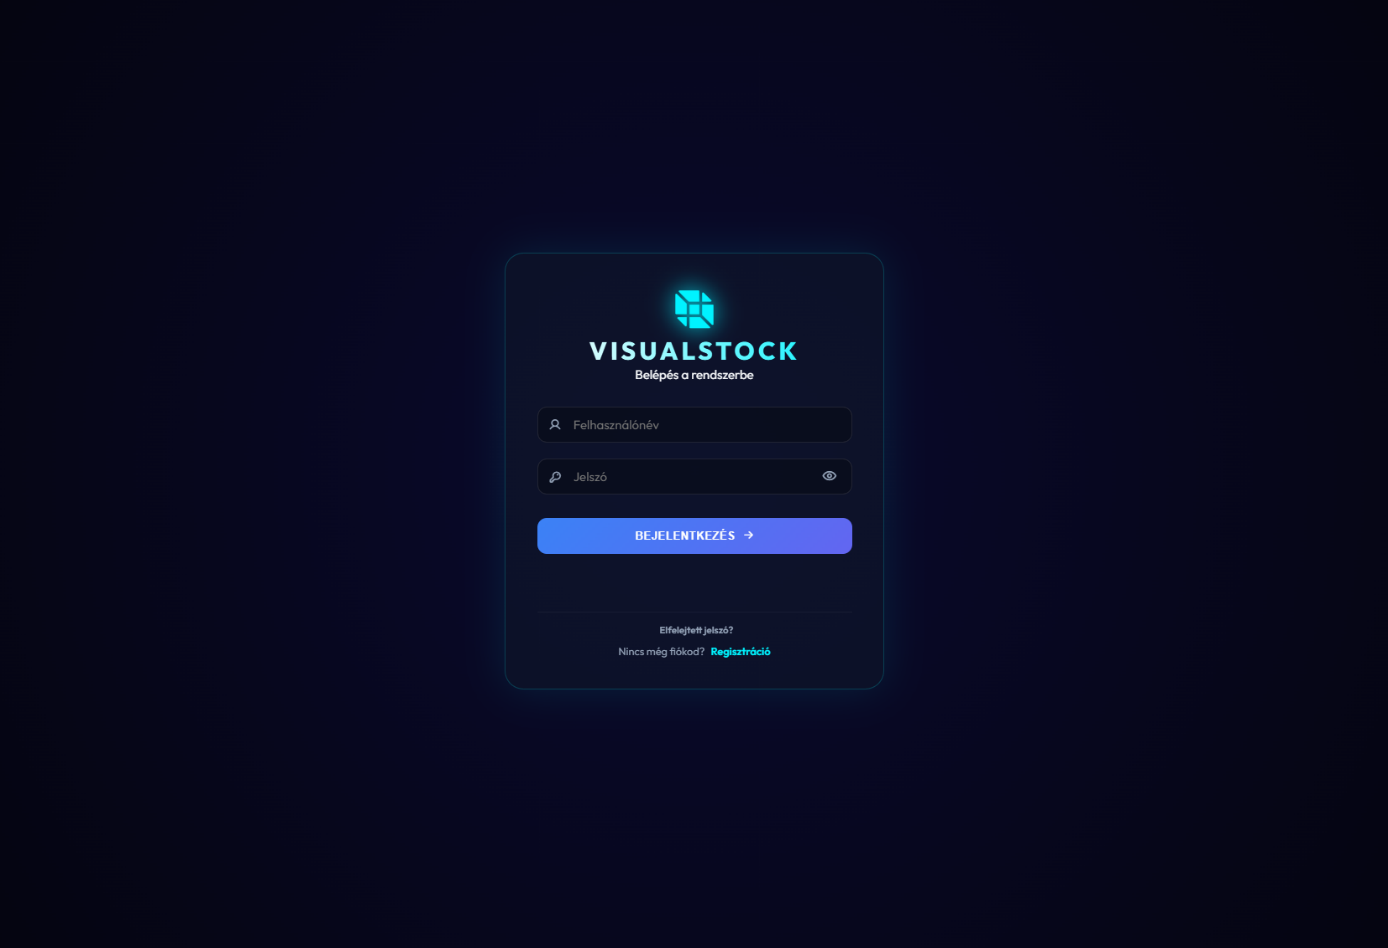 VISUALSTOCK
Belépés a rendszerbe
Felhasználónév
Jelszó
BEJELENTKEZÉS →
Elfelejtett jelszó?
Nincs még fiókod? Regisztráció